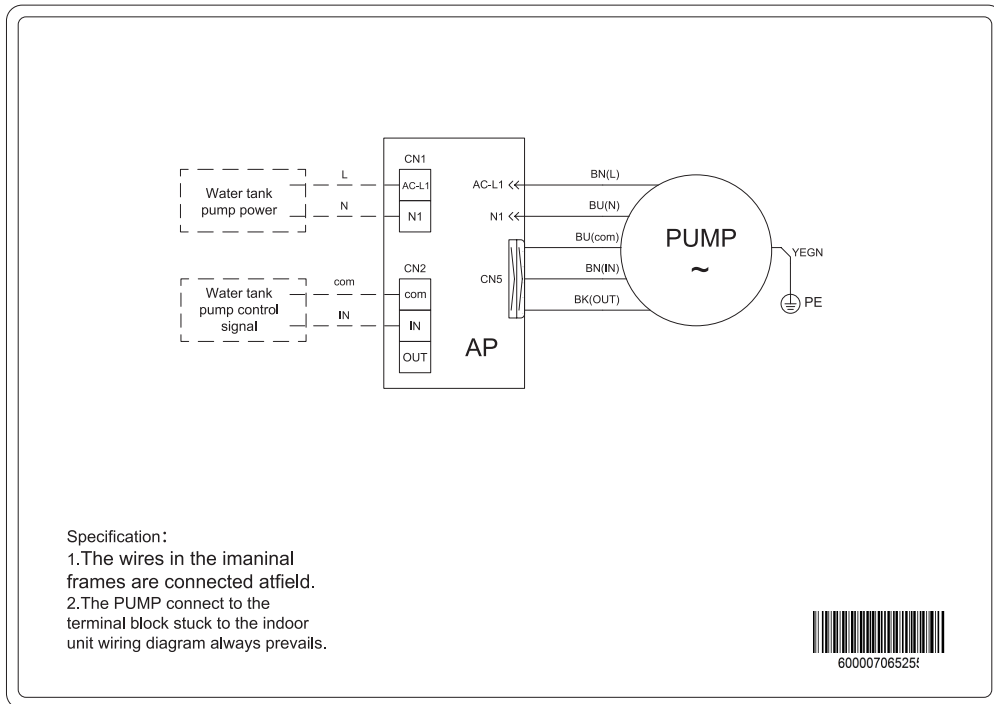 CN1
L
AC-L1
AC-L1
BN(L)
Water tank
pump power
N
N1
N1
BU(N)
BU(com)
PUMP
~
YEGN
CN2
CN5
BN(IN)
com
com
Water tank
pump control
signal
IN
IN
BK(OUT)
PE
OUT
AP
Specification:
1.The wires in the imaninal
frames are connected atfield.
2.The PUMP connect to the
terminal block stuck to the indoor
unit wiring diagram always prevails.